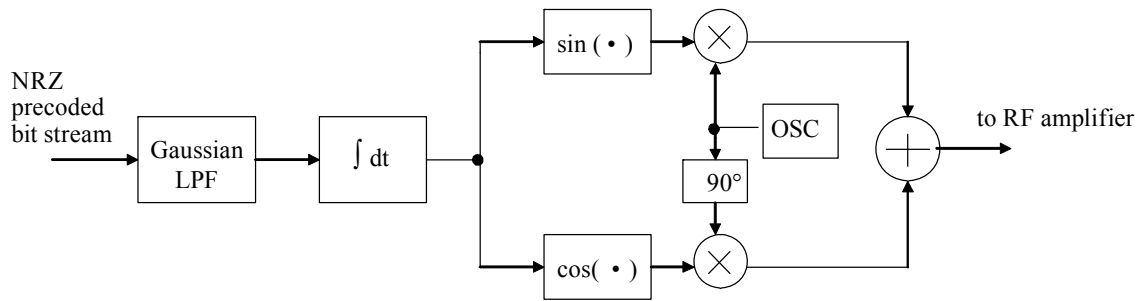 NRZ
precoded
bit stream
Gaussian
LPF
∫ dt
sin ( • )
cos( • )
OSC
90°
to RF amplifier